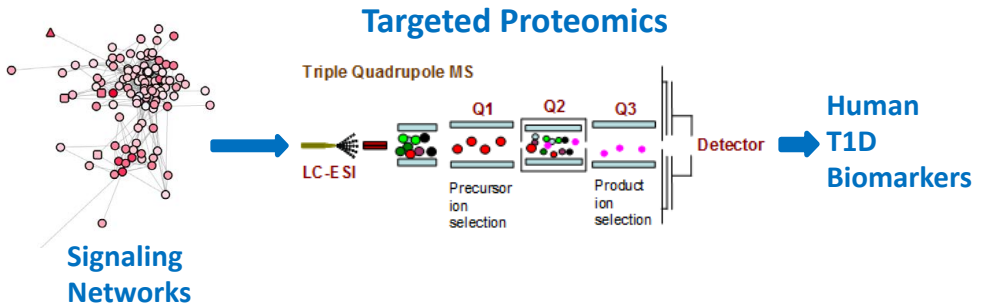 Targeted Proteomics
Triple Quadrupole MS
Q1
Q2
Q3
LC-ESI
Detector
Precursor
ion
selection
Product
ion
selection
Human
T1D
Biomarkers
Signaling
Networks